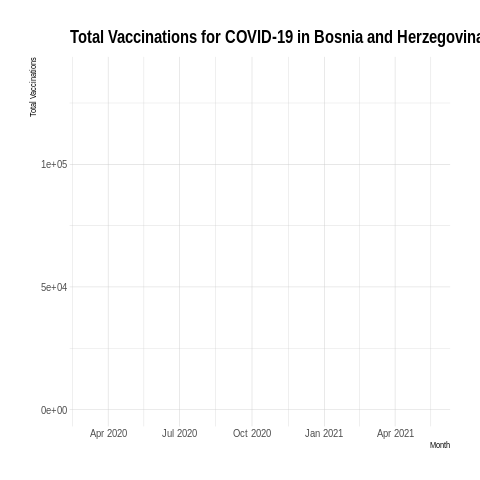 Total Vaccinations for COVID-19 in Bosnia and Herzegovina
Total Vaccinations
1e+05
5e+04
0e+00
Apr 2020 Jul 2020 Oct 2020 Jan 2021 Apr 2021
Month